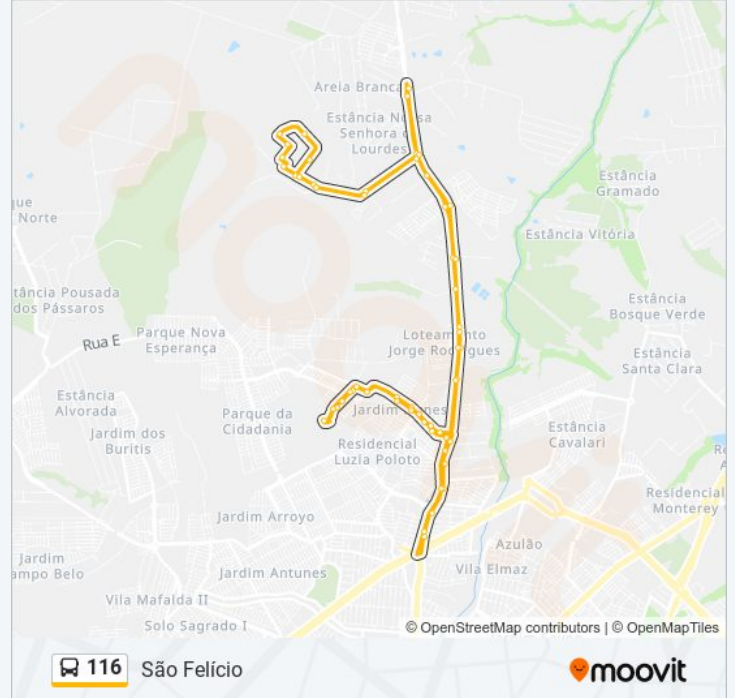 Areia Branca
Estância Nossa
Senhora de
Lourdes
Estância
Gramado
que
Norte
Estância Vitória
tância Pousada
dos Pássaros
Estância
Bosque Verde
Rua E
Parque Nova
Esperança
Loteamento
Jorge Rodrigues
Estância
Santa Clara
Estância
Alvorada
Parque da
Cidadania
Jardim
Estância
Cavalari
Jardim dos
Buritis
Residencial
Luzia Poloto
Re
Residencial
Monterey
Jardim Arroyo
Azulão
Jardim
ampo Belo
Jardim Antunes
Vila Elmaz
Vila Mafalda II
Solo Sagrado I
© OpenStreetMap contributors | © OpenMapTiles
116 São Felício
moovit